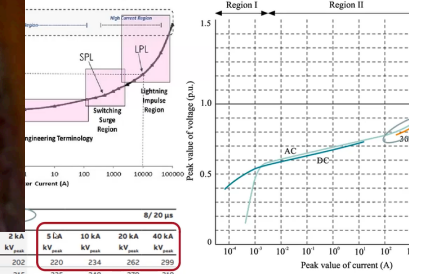 Region I
Region II
High Current Region
Region
1.5
SPL
LPL
Lightning
Impulse
Region
Switching
Surge
Region
ngineering Terminology
1.0
0.5
0
Peak value of voltage (p.u.)
AC
DC
10 100 1000 10000 100000
er Current (A)
10⁻⁴ 10⁻³ 10⁻² 10⁻¹ 10⁰ 10¹ 10²
Peak value of current (A)
8/ 20 µs
2 kA 5 kA 10 kA 20 kA 40 kA
kVpeak kVpeak kVpeak kVpeak kVpeak
202 220 234 262 299